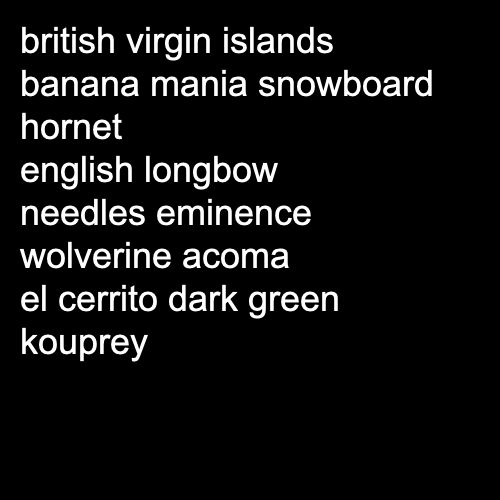 british virgin islands
banana mania snowboard
hornet
english longbow
needles eminence
wolverine acoma
el cerrito dark green
kouprey